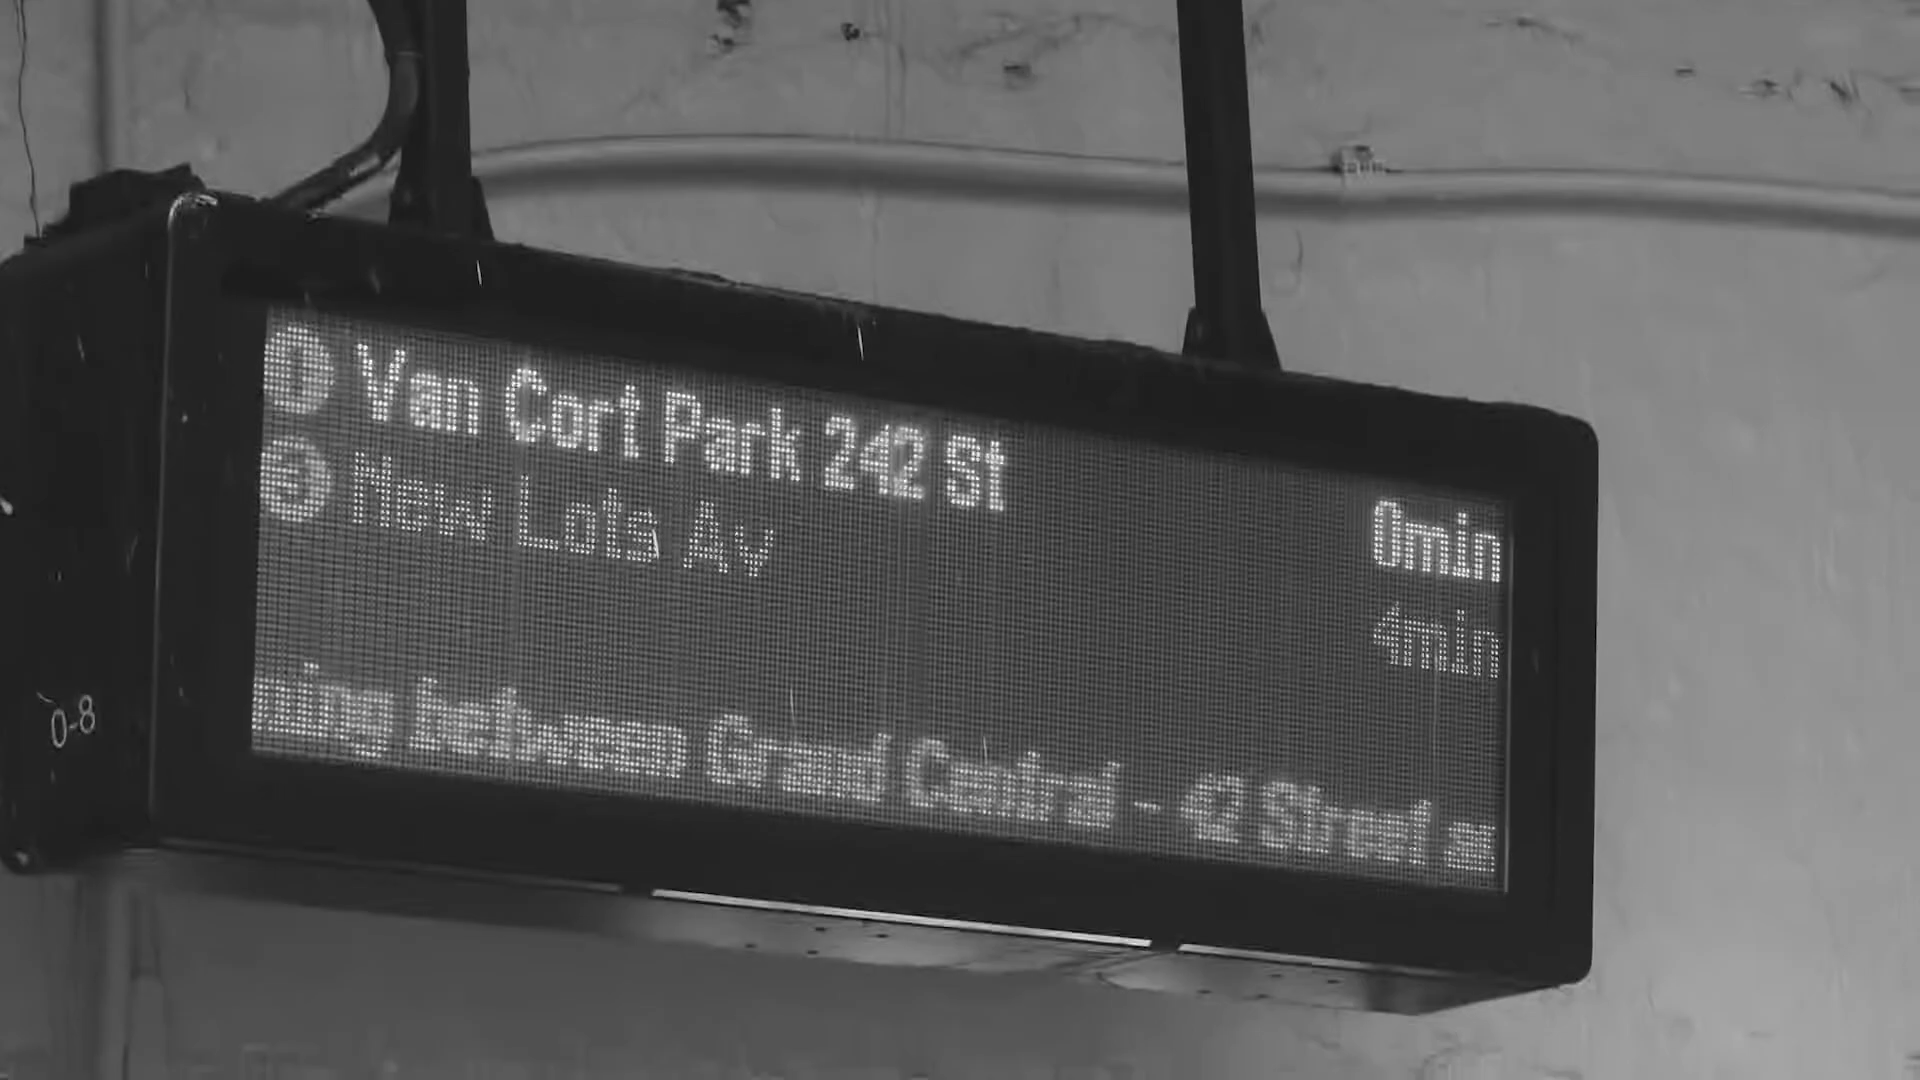 1 Van Cort Park 242 St 0min
3 New Lots Av 4min
between Grand Central - 42 Street
0-8